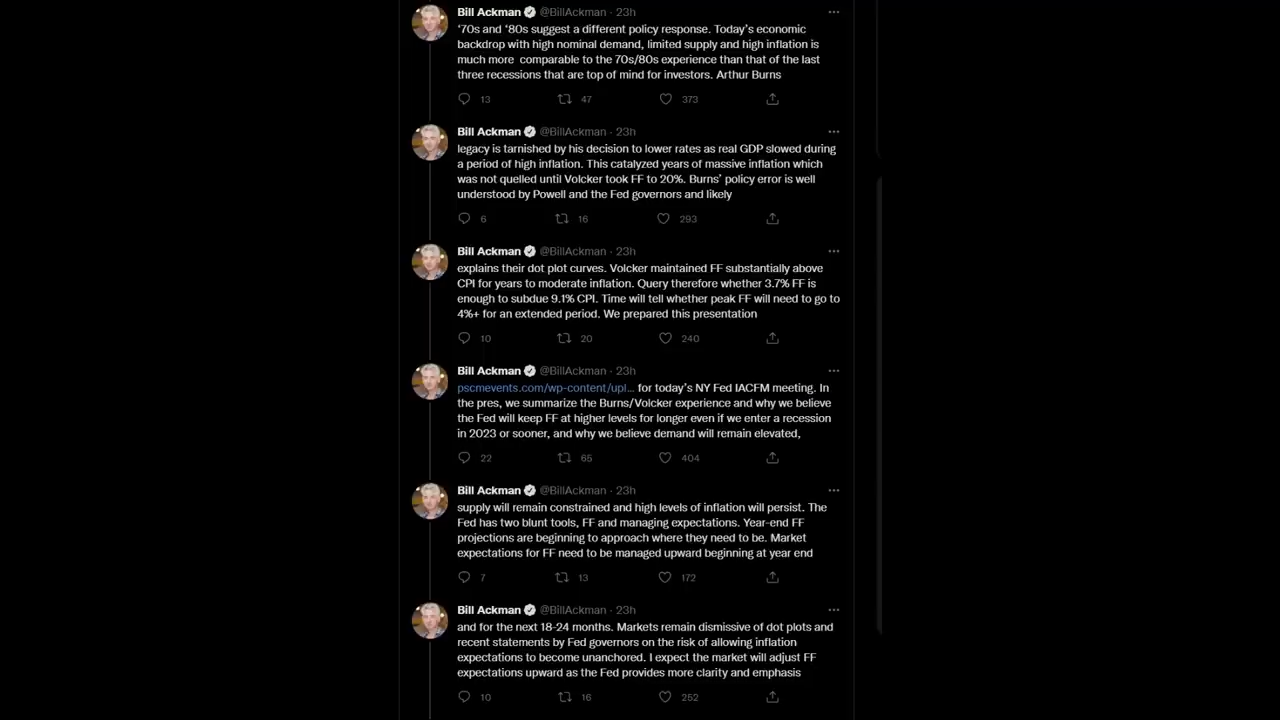 Bill Ackman @BillAckman · 23h
'70s and '80s suggest a different policy response. Today's economic
backdrop with high nominal demand, limited supply and high inflation is
much more comparable to the 70s/80s experience than that of the last
three recessions that are top of mind for investors. Arthur Burns
13 47 373
Bill Ackman @BillAckman · 23h
legacy is tarnished by his decision to lower rates as real GDP slowed during
a period of high inflation. This catalyzed years of massive inflation which
was not quelled until Volcker took FF to 20%. Burns' policy error is well
understood by Powell and the Fed governors and likely
6 16 293
Bill Ackman @BillAckman · 23h
explains their dot plot curves. Volcker maintained FF substantially above
CPI for years to moderate inflation. Query therefore whether 3.7% FF is
enough to subdue 9.1% CPI. Time will tell whether peak FF will need to go to
4%+ for an extended period. We prepared this presentation
10 20 240
Bill Ackman @BillAckman · 23h
pscmevents.com/wp-content/upl... for today's NY Fed IACFM meeting. In
the pres, we summarize the Burns/Volcker experience and why we believe
the Fed will keep FF at higher levels for longer even if we enter a recession
in 2023 or sooner, and why we believe demand will remain elevated,
22 65 404
Bill Ackman @BillAckman · 23h
supply will remain constrained and high levels of inflation will persist. The
Fed has two blunt tools, FF and managing expectations. Year-end FF
projections are beginning to approach where they need to be. Market
expectations for FF need to be managed upward beginning at year end
7 13 172
Bill Ackman @BillAckman · 23h
and for the next 18-24 months. Markets remain dismissive of dot plots and
recent statements by Fed governors on the risk of allowing inflation
expectations to become unanchored. I expect the market will adjust FF
expectations upward as the Fed provides more clarity and emphasis
10 16 252